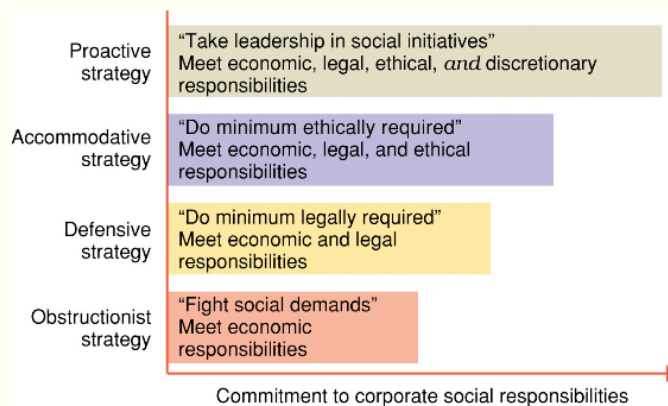 Proactive
strategy
“Take leadership in social initiatives”
Meet economic, legal, ethical, and discretionary
responsibilities
Accommodative
strategy
“Do minimum ethically required”
Meet economic, legal, and ethical
responsibilities
Defensive
strategy
“Do minimum legally required”
Meet economic and legal
responsibilities
Obstructionist
strategy
“Fight social demands”
Meet economic
responsibilities
Commitment to corporate social responsibilities